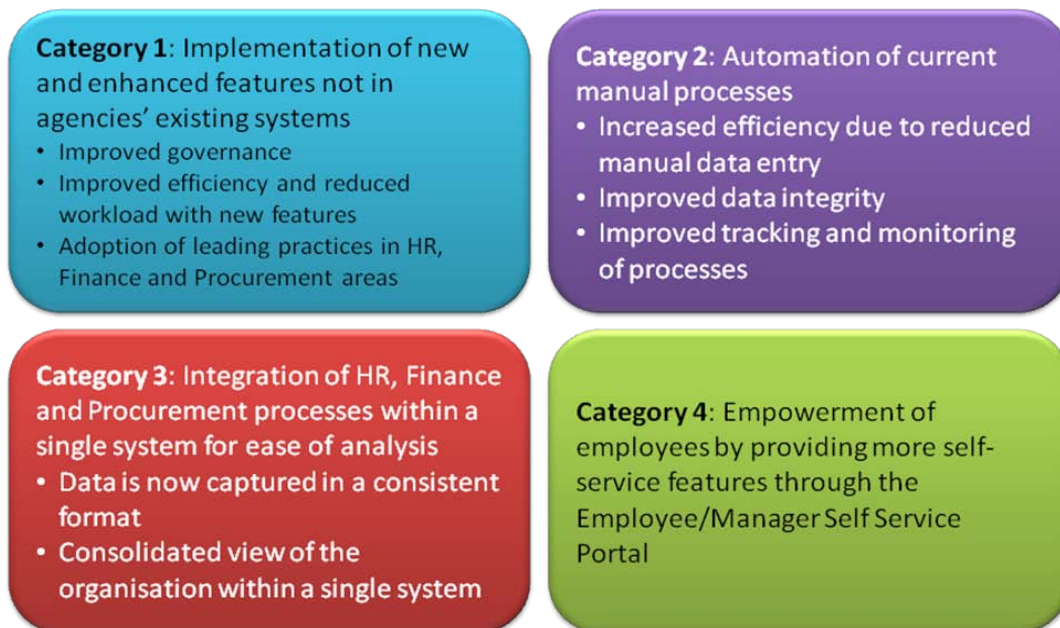 Category 1: Implementation of new
and enhanced features not in
agencies' existing systems
• Improved governance
• Improved efficiency and reduced
workload with new features
• Adoption of leading practices in HR,
Finance and Procurement areas
Category 2: Automation of current
manual processes
• Increased efficiency due to reduced
manual data entry
• Improved data integrity
• Improved tracking and monitoring
of processes
Category 3: Integration of HR, Finance
and Procurement processes within a
single system for ease of analysis
• Data is now captured in a consistent
format
• Consolidated view of the
organisation within a single system
Category 4: Empowerment of
employees by providing more self-
service features through the
Employee/Manager Self Service
Portal